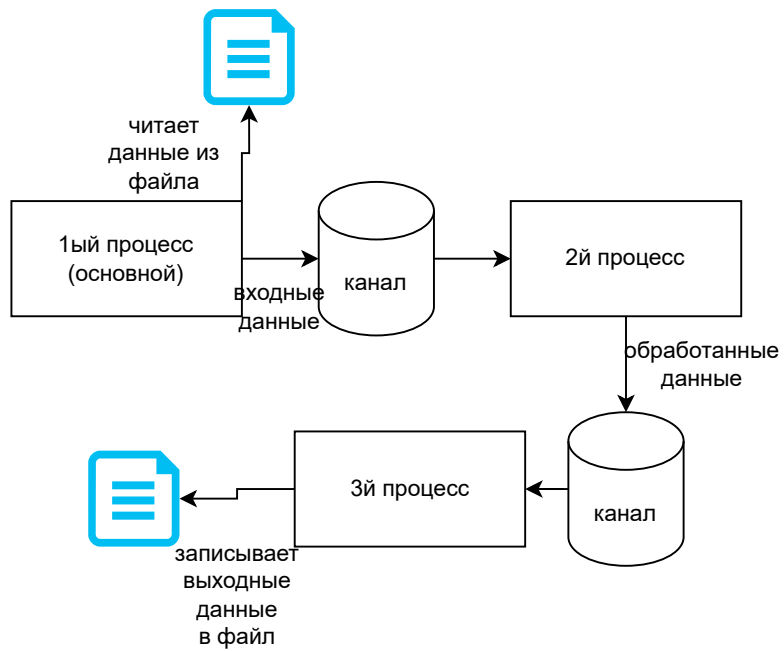 читает
данные из
файла
1ый процесс
(основной)
входные
данные
канал
2й процесс
обработанные
данные
канал
3й процесс
записывает
выходные
данные
в файл